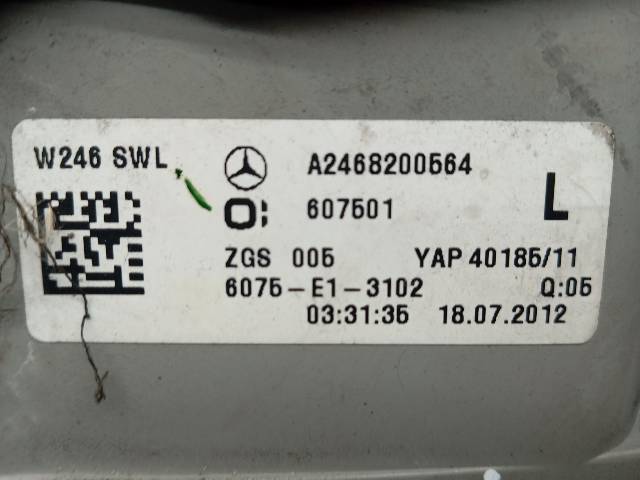 W246 SWL A2468200564
607501 L
ZGS 005 YAP 40185/11
6075-E1-3102 Q:05
03:31:35 18.07.2012